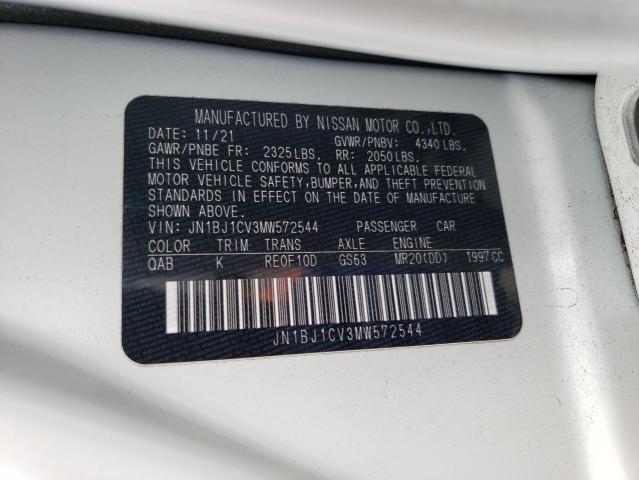 MANUFACTURED BY NISSAN MOTOR CO.,LTD.
DATE: 11/21 GVWR/PNBV: 4340 LBS.
GAWR/PNBE FR: 2325 LBS. RR: 2050 LBS.
THIS VEHICLE CONFORMS TO ALL APPLICABLE FEDERAL
MOTOR VEHICLE SAFETY, BUMPER, AND THEFT PREVENTION
STANDARDS IN EFFECT ON THE DATE OF MANUFACTURE
SHOWN ABOVE.
VIN: JN1BJ1CV3MW572544 PASSENGER CAR
COLOR TRIM TRANS AXLE ENGINE
QAB K RE0F10D GS63 MR20(DD) 1997CC
JN1BJ1CV3MW572544